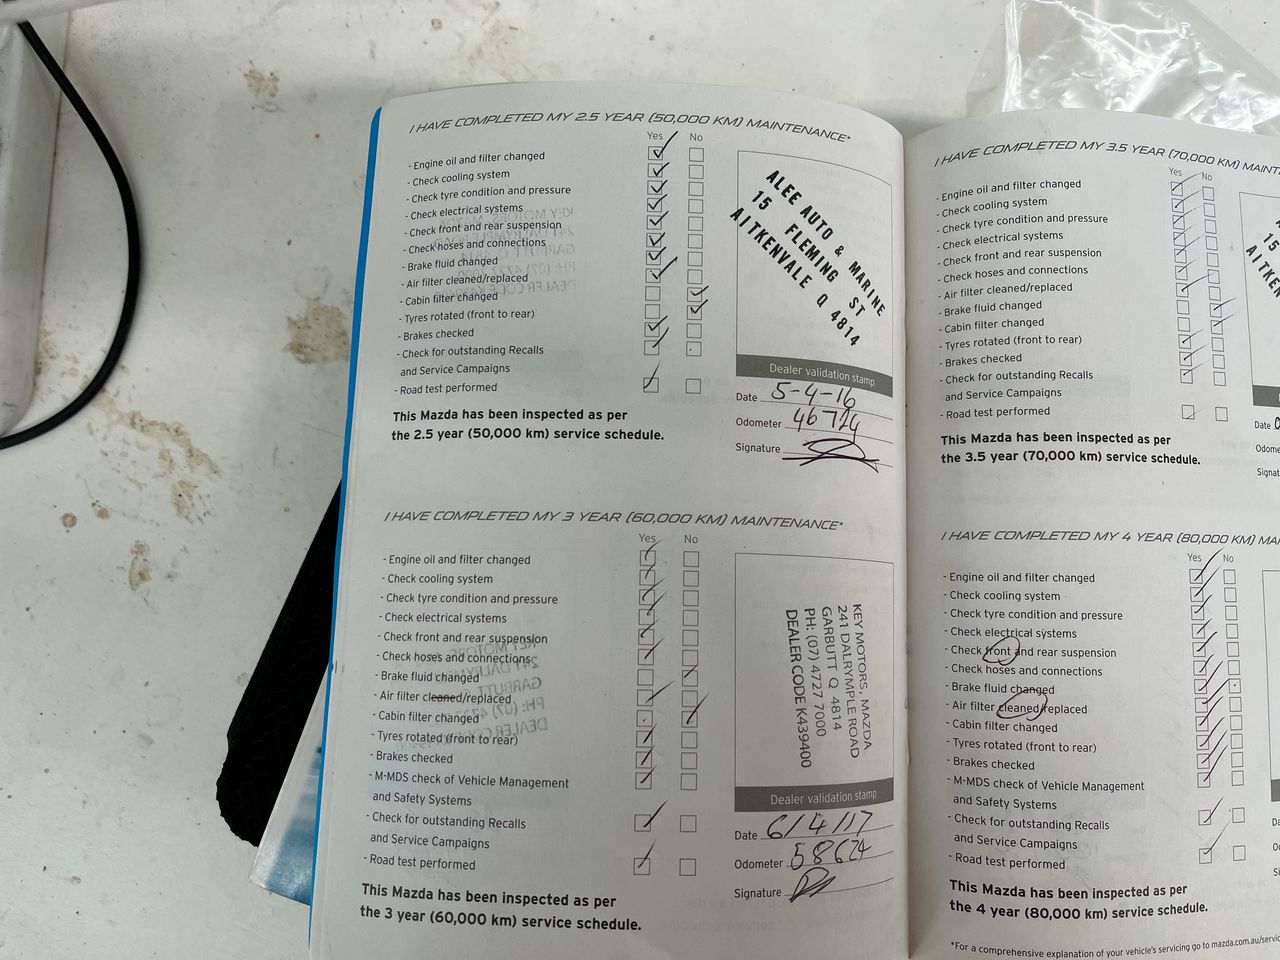 I HAVE COMPLETED MY 2.5 YEAR (50,000 KM) MAINTENANCE*
Yes No
- Engine oil and filter changed
- Check cooling system
- Check tyre condition and pressure
- Check electrical systems
- Check front and rear suspension
- Check hoses and connections
- Brake fluid changed
- Air filter cleaned/replaced
- Cabin filter changed
- Tyres rotated (front to rear)
- Brakes checked
- Check for outstanding Recalls
and Service Campaigns
- Road test performed
This Mazda has been inspected as per
the 2.5 year (50,000 km) service schedule.
ALEE AUTO & MARINE
15 FLEMING ST
AITKENVALE Q 4814
Dealer validation stamp
Date 5-4-16
Odometer
Signature
I HAVE COMPLETED MY 3 YEAR (60,000 KM) MAINTENANCE*
Yes No
- Engine oil and filter changed
- Check cooling system
- Check tyre condition and pressure
- Check electrical systems
- Check front and rear suspension
- Check hoses and connections
- Brake fluid changed
- Air filter cleaned/replaced
- Cabin filter changed
- Tyres rotated (front to rear)
- Brakes checked
- M-MDS check of Vehicle Management
and Safety Systems
- Check for outstanding Recalls
and Service Campaigns
- Road test performed
This Mazda has been inspected as per
the 3 year (60,000 km) service schedule.
KEY MOTORS, MAZDA
241 DALRYMPLE ROAD
GARBUTT Q 4814
PH: (07) 4727 7000
DEALER CODE K439400
Dealer validation stamp
Date 6/4/17
Odometer 58624
Signature
I HAVE COMPLETED MY 3.5 YEAR (70,000 KM) MAINT
Yes No
- Engine oil and filter changed
- Check cooling system
- Check tyre condition and pressure
- Check electrical systems
- Check front and rear suspension
- Check hoses and connections
- Air filter cleaned/replaced
- Brake fluid changed
- Cabin filter changed
- Tyres rotated (front to rear)
- Brakes checked
- Check for outstanding Recalls
and Service Campaigns
- Road test performed
This Mazda has been inspected as per
the 3.5 year (70,000 km) service schedule.
15
AITKEN
Date
Odome
Signat
I HAVE COMPLETED MY 4 YEAR (80,000 KM) MA
Yes No
- Engine oil and filter changed
- Check cooling system
- Check tyre condition and pressure
- Check electrical systems
- Check front and rear suspension
- Check hoses and connections
- Brake fluid changed
- Air filter cleaned/replaced
- Cabin filter changed
- Tyres rotated (front to rear)
- Brakes checked
- M-MDS check of Vehicle Management
and Safety Systems
- Check for outstanding Recalls
and Service Campaigns
- Road test performed
This Mazda has been inspected as per
the 4 year (80,000 km) service schedule.
Da
Od
Si
*For a comprehensive explanation of your vehicle's servicing go to mazda.com.au/servic